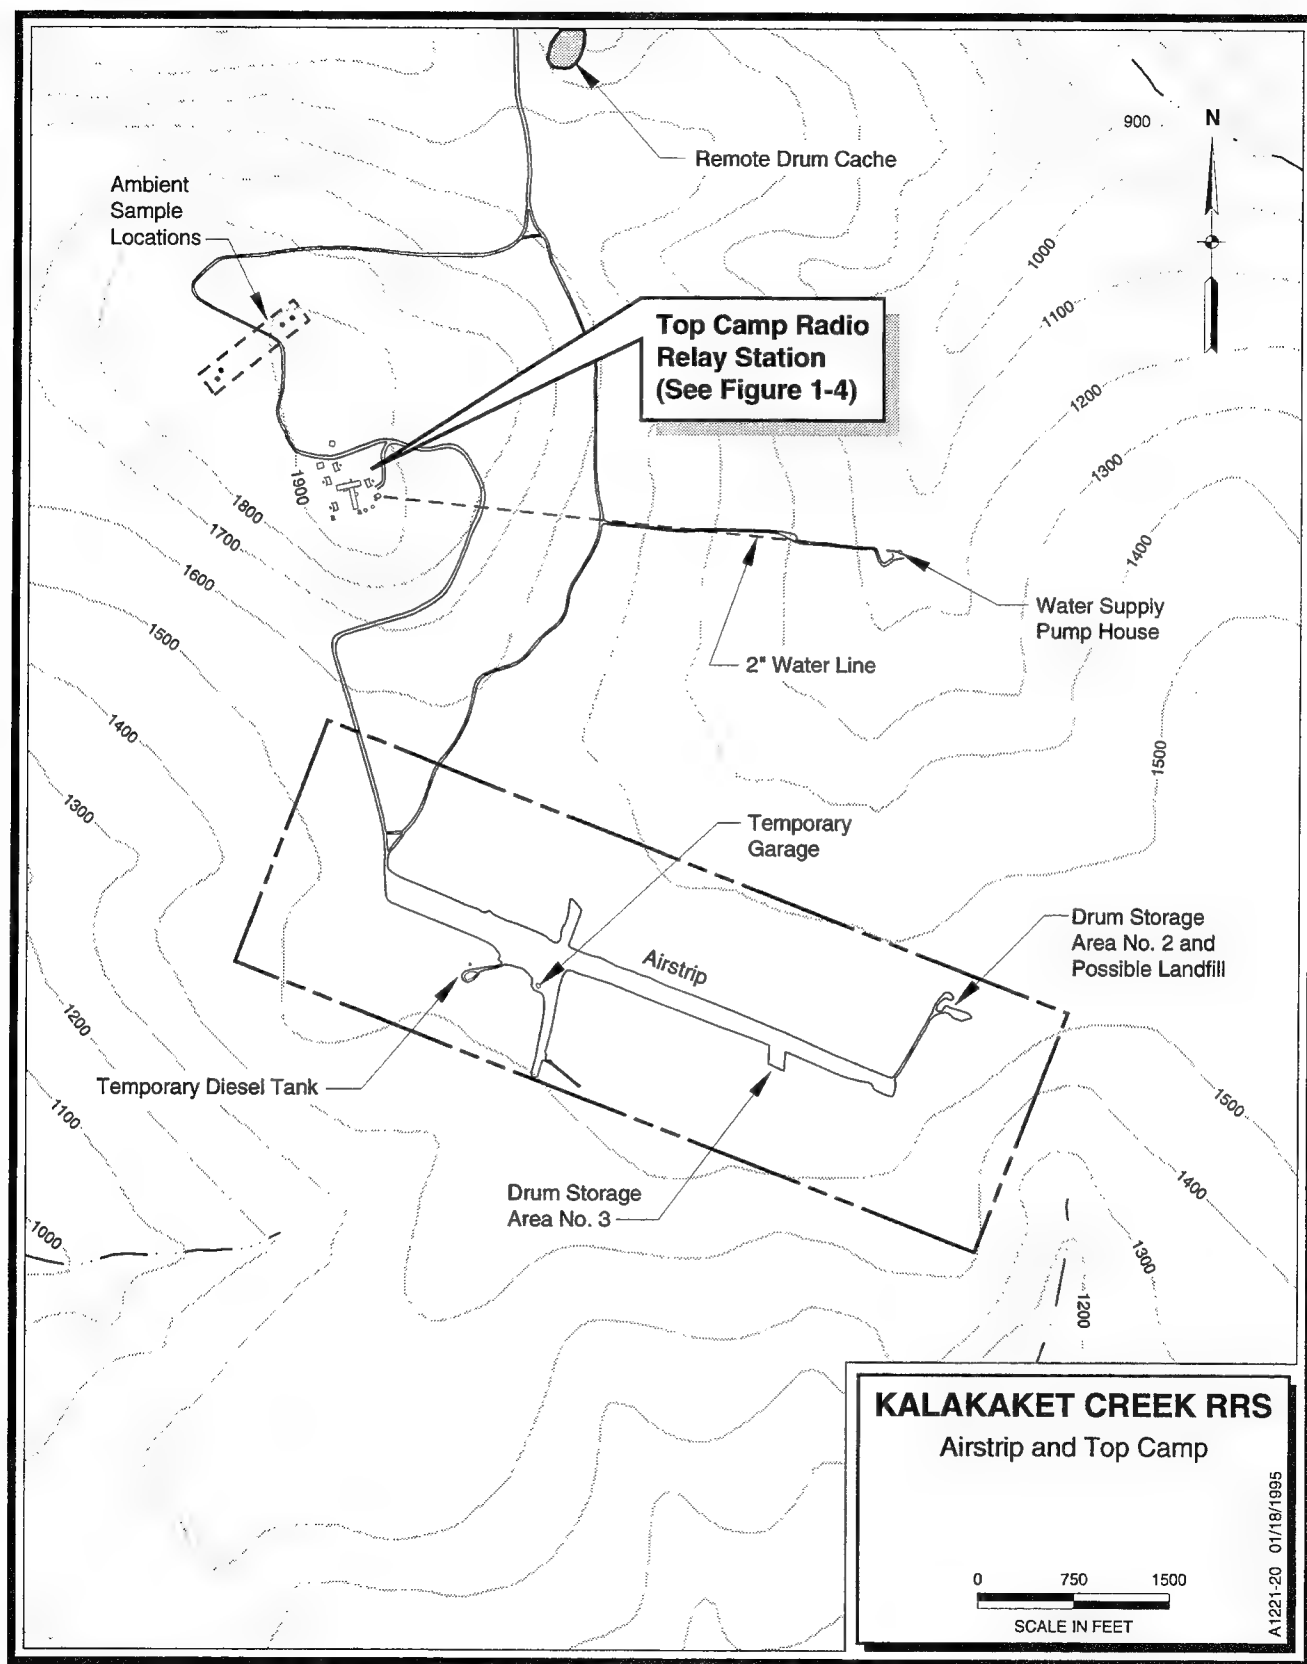 900
N
Remote Drum Cache
Ambient
Sample
Locations
1000
1100
Top Camp Radio
Relay Station
(See Figure 1-4)
1200
1300
1400
1900
1800
1700
1600
1500
Water Supply
Pump House
2" Water Line
1400
1500
1300
Temporary
Garage
Drum Storage
Area No. 2 and
Possible Landfill
Airstrip
1200
Temporary Diesel Tank
1100
1500
1400
Drum Storage
Area No. 3
1000
1300
1200
KALAKAKET CREEK RRS
Airstrip and Top Camp
0 750 1500
SCALE IN FEET
A1221-20 01/18/1995